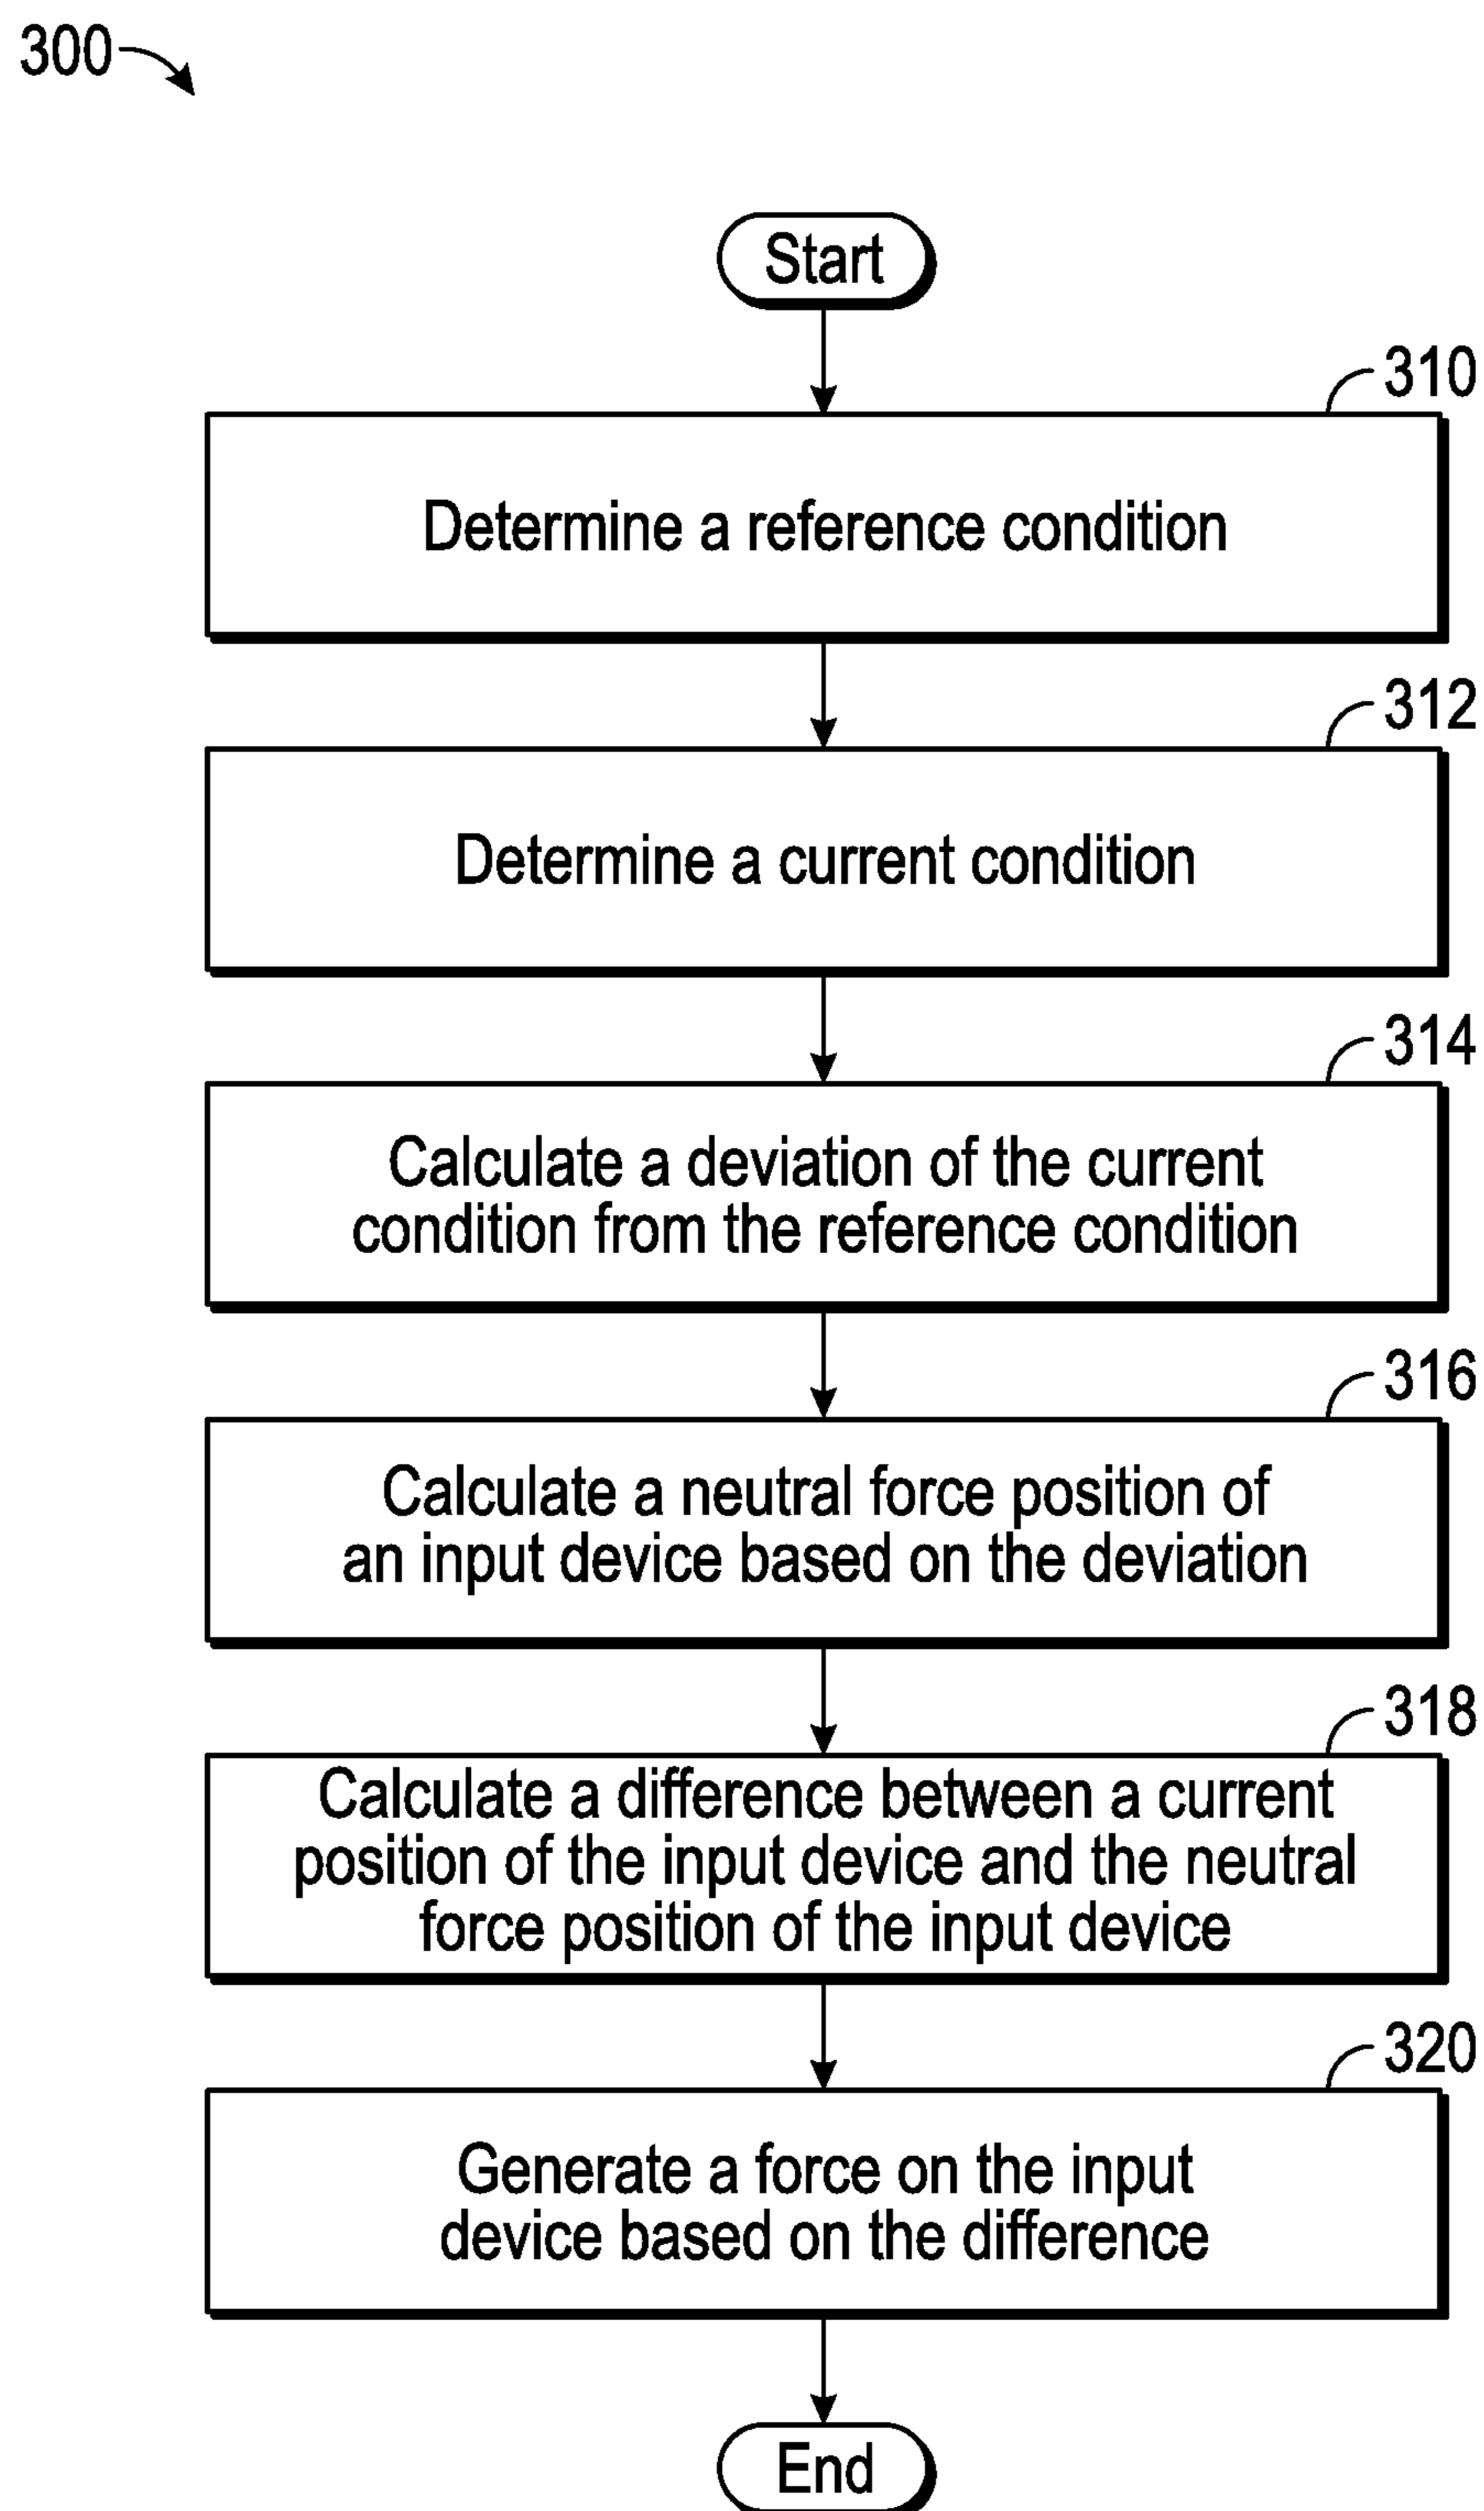 300
Start
310
Determine a reference condition
312
Determine a current condition
314
Calculate a deviation of the current
condition from the reference condition
316
Calculate a neutral force position of
an input device based on the deviation
318
Calculate a difference between a current
position of the input device and the neutral
force position of the input device
320
Generate a force on the input
device based on the difference
End